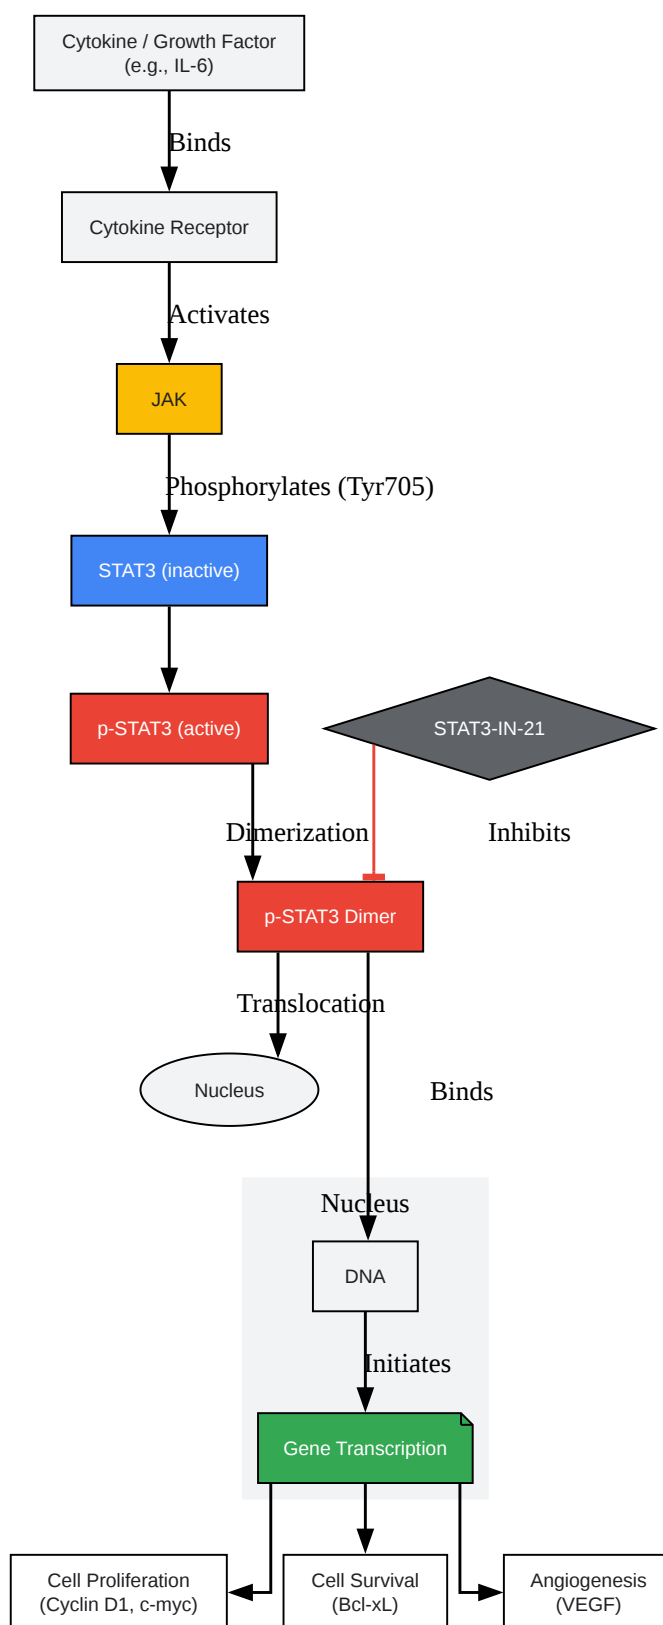 Cytokine / Growth Factor
(e.g., IL-6)
Binds
Cytokine Receptor
Activates
JAK
Phosphorylates (Tyr705)
STAT3 (inactive)
p-STAT3 (active)
STAT3-IN-21
Dimerization
Inhibits
p-STAT3 Dimer
Translocation
Nucleus
Binds
Nucleus
DNA
Initiates
Gene Transcription
Cell Proliferation
(Cyclin D1, c-myc)
Cell Survival
(Bcl-xL)
Angiogenesis
(VEGF)